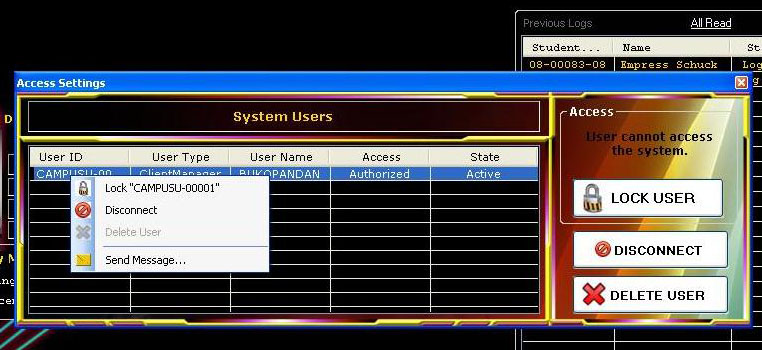 Previous Logs
All Read
Student... Name St
08-00083-08 Empress Schuck Log
Access Settings
System Users
User ID User Type User Name Access State
CAMPUSU-00... ClientManager BUKOPANDAN Authorized Active
Lock "CAMPUSU-00001"
Disconnect
Delete User
Send Message...
Access
User cannot access
the system.
LOCK USER
DISCONNECT
DELETE USER